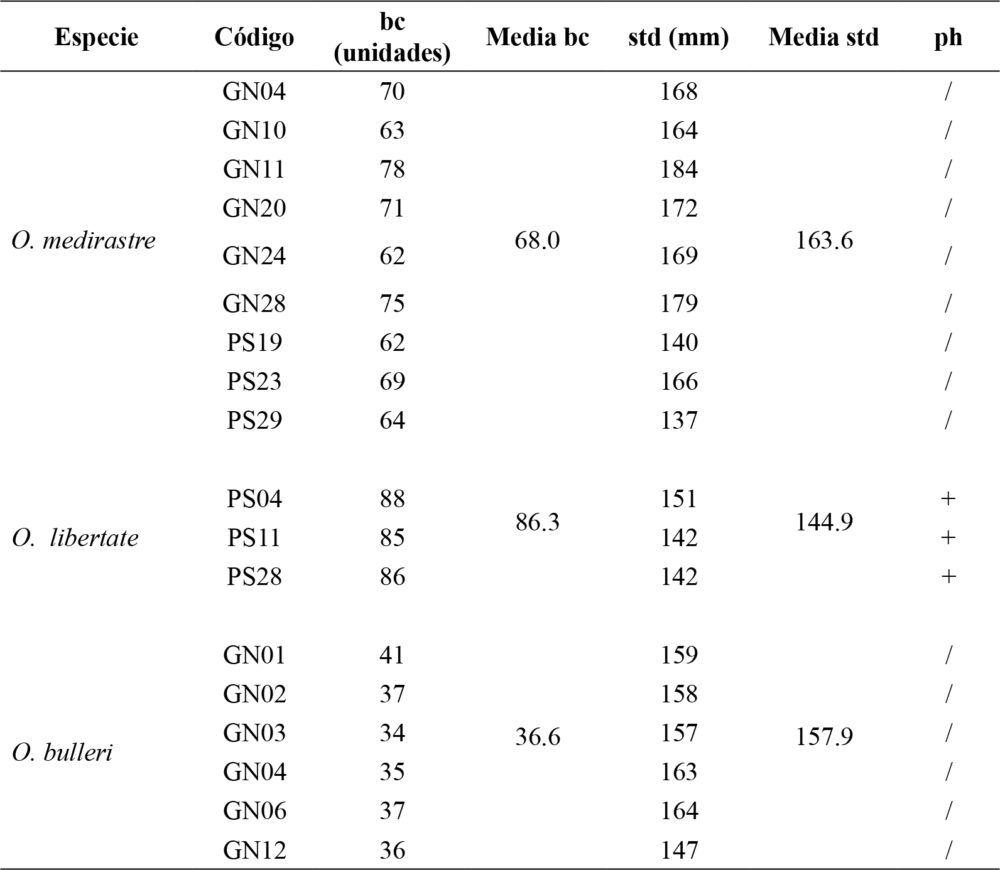 Especie Código bc (unidades) Media bc std (mm) Media std ph
GN04 70 168 /
GN10 63 164 /
GN11 78 184 /
GN20 71 172 /
O. medirastre 68.0 163.6
GN24 62 169 /
GN28 75 179 /
PS19 62 140 /
PS23 69 166 /
PS29 64 137 /
PS04 88 151 +
86.3 144.9
O. libertate PS11 85 142 +
PS28 86 142 +
GN01 41 159 /
GN02 37 158 /
GN03 34 36.6 157 157.9 /
O. bulleri
GN04 35 163 /
GN06 37 164 /
GN12 36 147 /